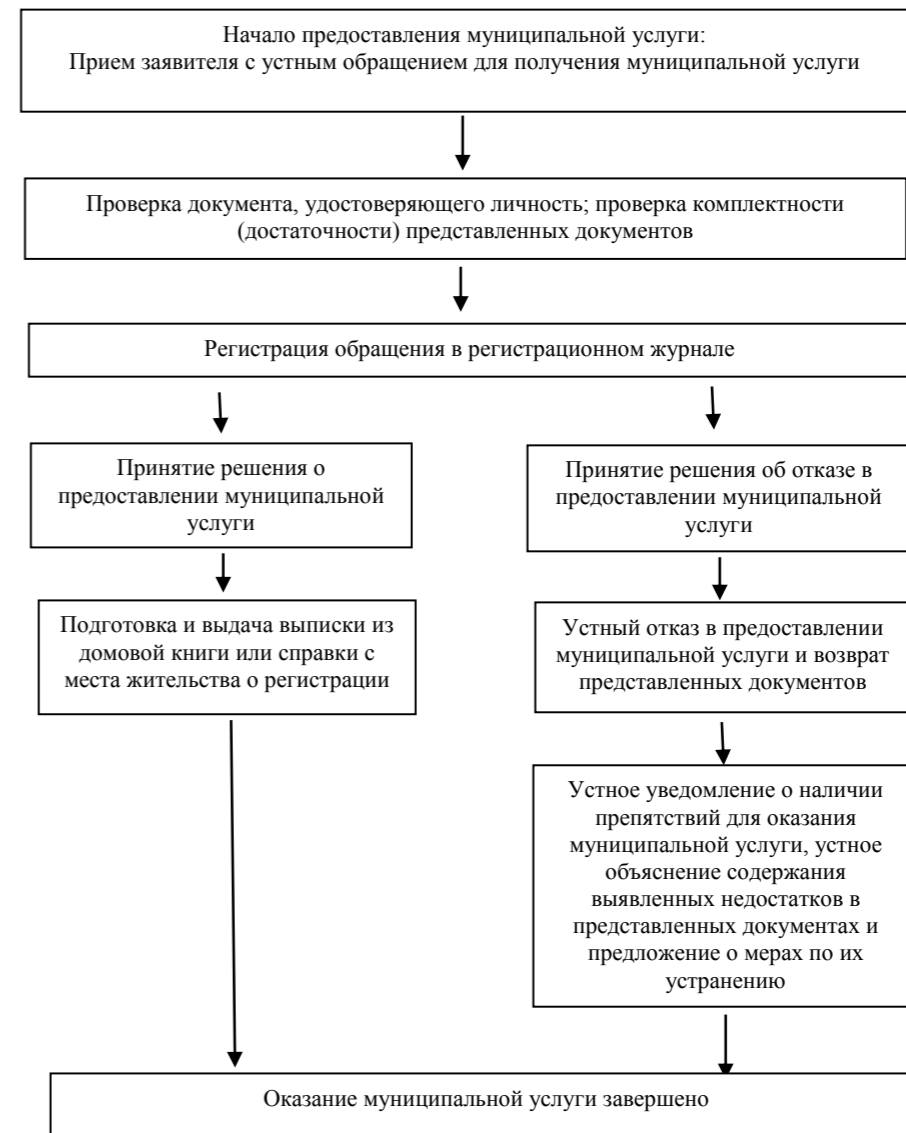 Начало предоставления муниципальной услуги:
Прием заявителя с устным обращением для получения муниципальной услуги
Проверка документа, удостоверяющего личность; проверка комплектности
(достаточности) представленных документов
Регистрация обращения в регистрационном журнале
Принятие решения о
предоставлении муниципальной
услуги
Подготовка и выдача выписки из
домовой книги или справки с
места жительства о регистрации
Принятие решения об отказе в
предоставлении муниципальной
услуги
Устный отказ в предоставлении
муниципальной услуги и возврат
представленных документов
Устное уведомление о наличии
препятствий для оказания
муниципальной услуги, устное
объяснение содержания
выявленных недостатков в
представленных документах и
предложение о мерах по их
устранению
Оказание муниципальной услуги завершено